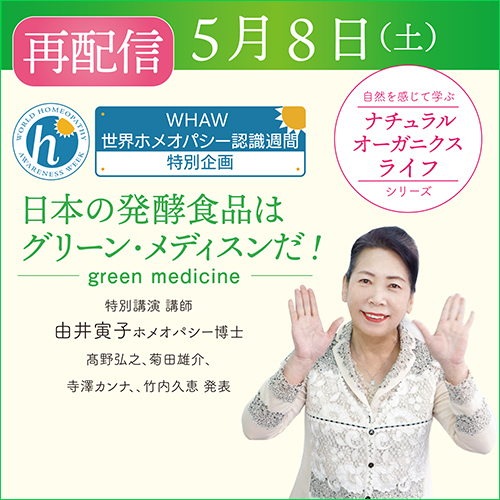 再配信
5月8日(土)
WORLD HOMEOPATHY
AWARENESS WEEK
h
WHAW
世界ホメオパシー認識週間
特別企画
自然を感じて学ぶ
ナチュラル
オーガニクス
ライフ
シリーズ
日本の発酵食品は
グリーン・メディスンだ!
green medicine
特別講演 講師
由井寅子ホメオパシー博士
髙野弘之、菊田雄介、
寺澤カンナ、、竹内久恵 発表